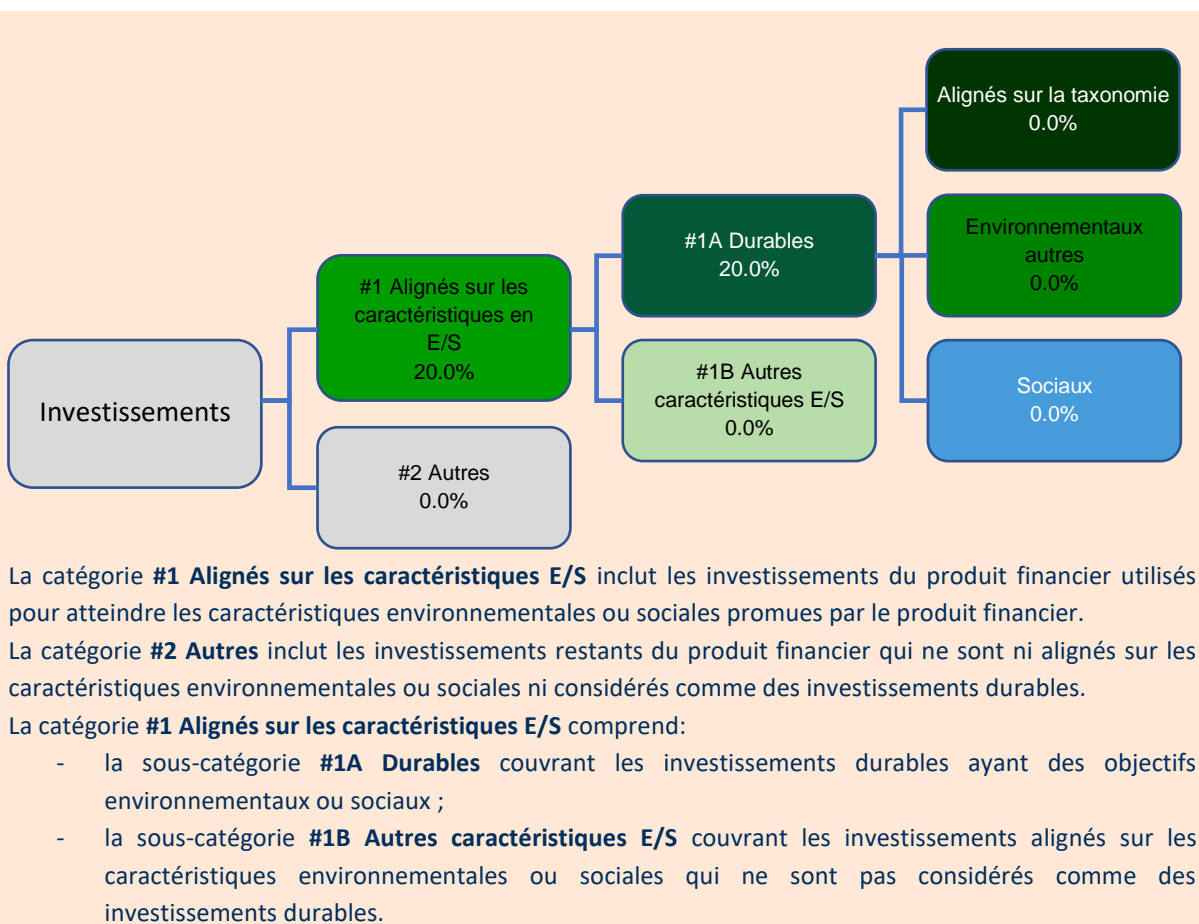 Alignés sur la taxonomie
0.0%
Environnementaux
autres
0.0%
#1A Durables
20.0%
#1 Alignés sur les
caractéristiques en
E/S
20.0%
Sociaux
0.0%
#1B Autres
caractéristiques E/S
0.0%
Investissements
#2 Autres
0.0%
La catégorie #1 Alignés sur les caractéristiques E/S inclut les investissements du produit financier utilisés
pour atteindre les caractéristiques environnementales ou sociales promues par le produit financier.
La catégorie #2 Autres inclut les investissements restants du produit financier qui ne sont ni alignés sur les
caractéristiques environnementales ou sociales ni considérés comme des investissements durables.
La catégorie #1 Alignés sur les caractéristiques E/S comprend:
- la sous-catégorie #1A Durables couvrant les investissements durables ayant des objectifs
environnementaux ou sociaux ;
- la sous-catégorie #1B Autres caractéristiques E/S couvrant les investissements alignés sur les
caractéristiques environnementales ou sociales qui ne sont pas considérés comme des
investissements durables.